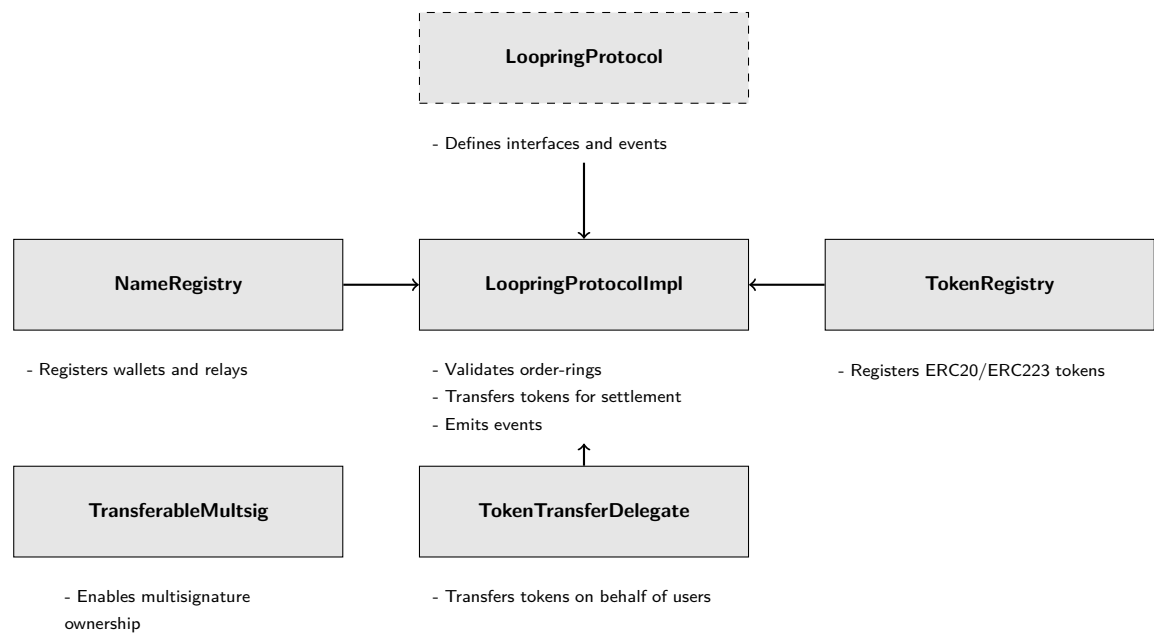 LoopringProtocol
- Defines interfaces and events
NameRegistry
LoopringProtocolImpl
TokenRegistry
- Registers wallets and relays
- Validates order-rings
- Transfers tokens for settlement
- Emits events
- Registers ERC20/ERC223 tokens
TransferableMultsig
TokenTransferDelegate
- Enables multisignature
ownership
- Transfers tokens on behalf of users